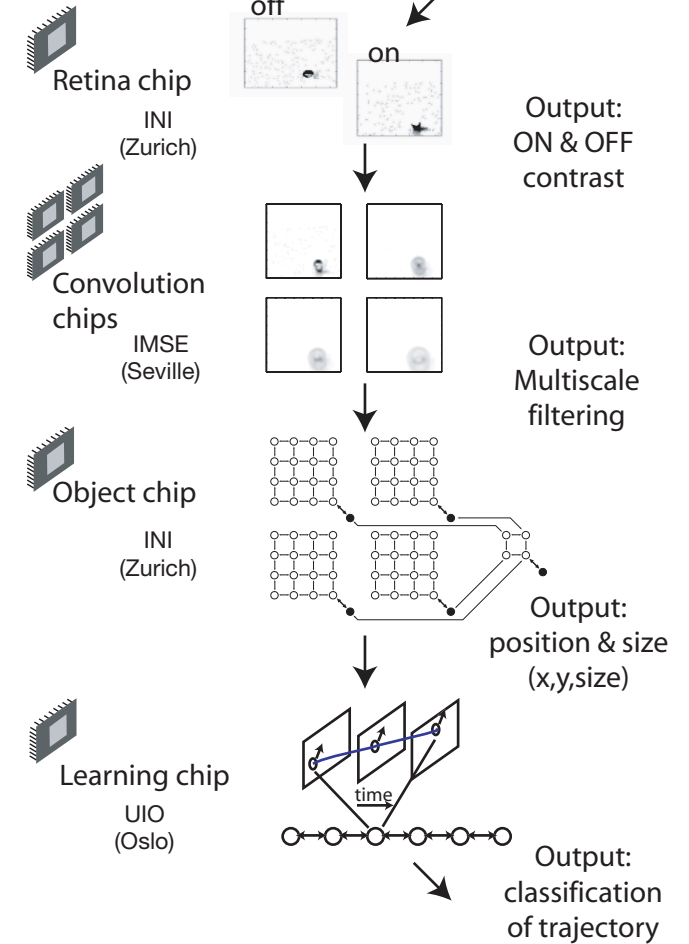 off
on
Retina chip
INI
(Zurich)
Output:
ON & OFF
contrast
Convolution
chips
IMSE
(Seville)
Output:
Multiscale
filtering
Object chip
INI
(Zurich)
Output:
position & size
(x,y,size)
Learning chip
UIO
(Oslo)
time
Output:
classification
of trajectory